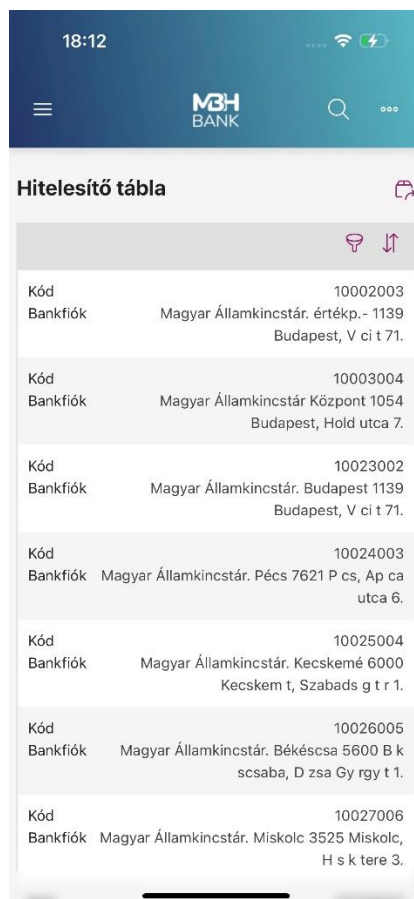 18:12
MBH
BANK
Hitelesítő tábla
Kód 10002003
Bankfiók Magyar Államkincstár. értékp.- 1139
Budapest, V ci t 71.
Kód 10003004
Bankfiók Magyar Államkincstár Központ 1054
Budapest, Hold utca 7.
Kód 10023002
Bankfiók Magyar Államkincstár. Budapest 1139
Budapest, V ci t 71.
Kód 10024003
Bankfiók Magyar Államkincstár. Pécs 7621 P cs, Ap ca
utca 6.
Kód 10025004
Bankfiók Magyar Államkincstár. Kecskemé 6000
Kecskem t, Szabads g t r 1.
Kód 10026005
Bankfiók Magyar Államkincstár. Békéscsa 5600 B k
scsaba, D zsa Gy rgy t 1.
Kód 10027006
Bankfiók Magyar Államkincstár. Miskolc 3525 Miskolc,
H s k tere 3.